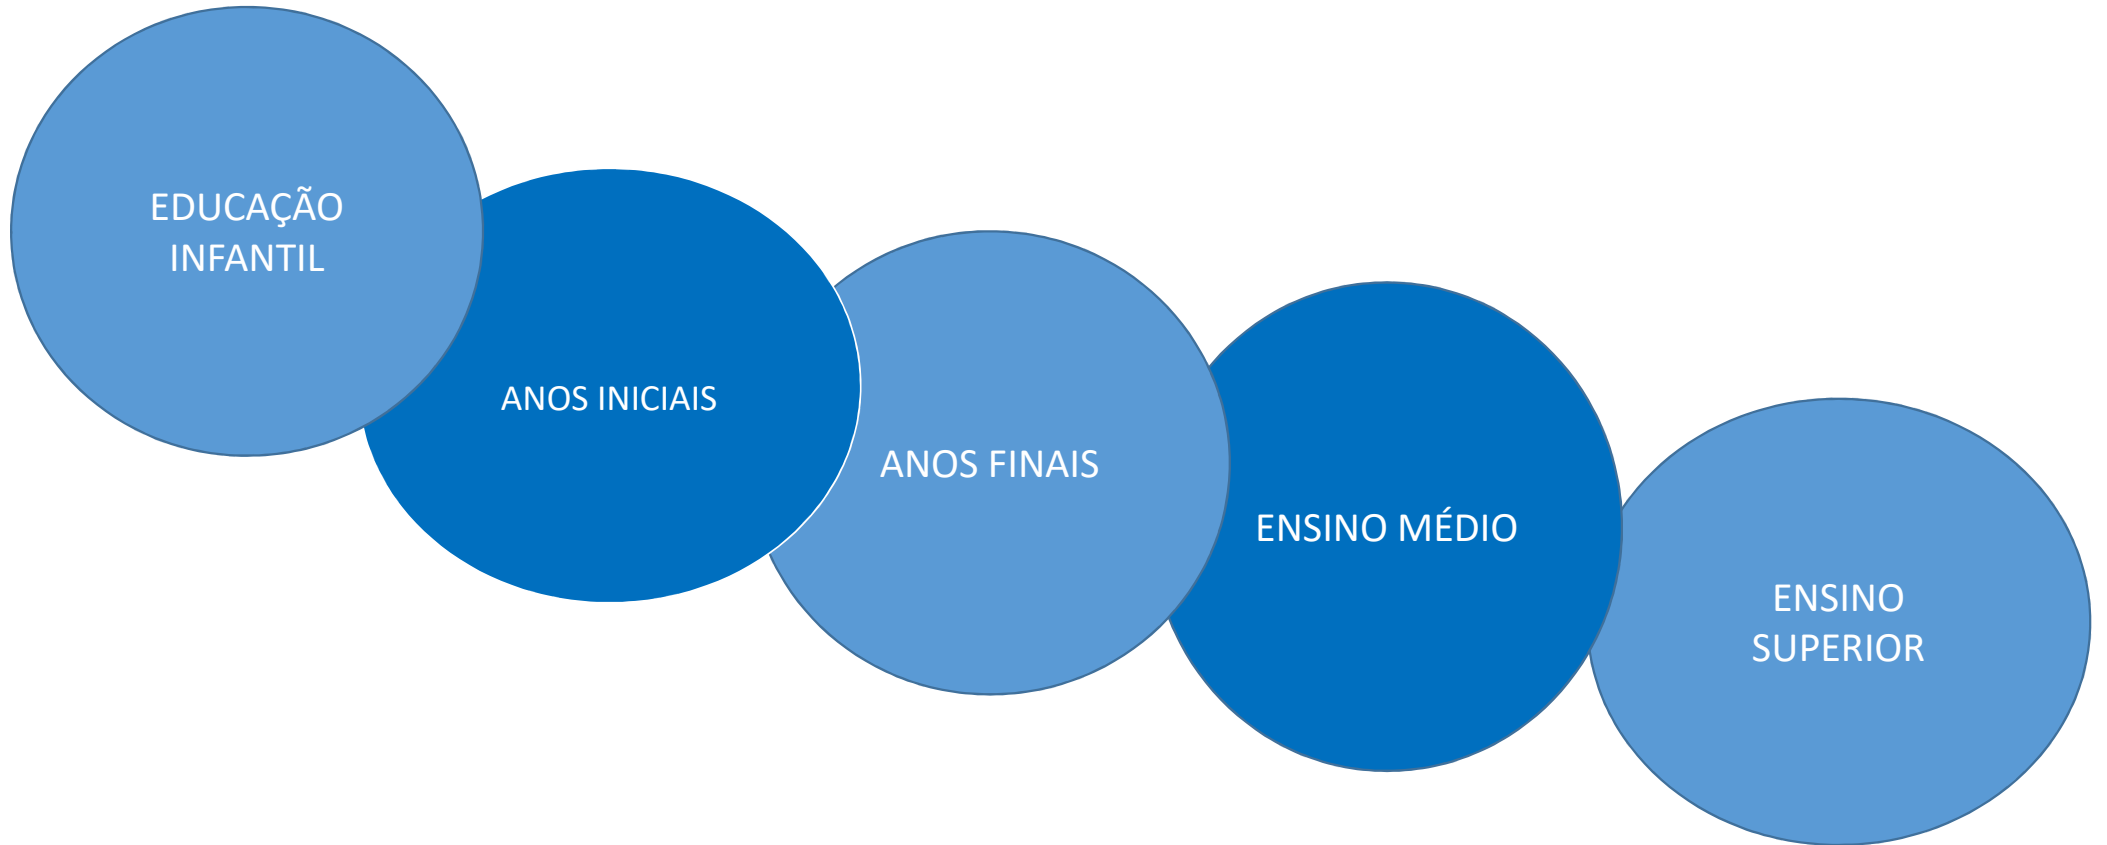 EDUCAÇÃO
INFANTIL
ANOS INICIAIS
ANOS FINAIS
ENSINO MÉDIO
ENSINO
SUPERIOR